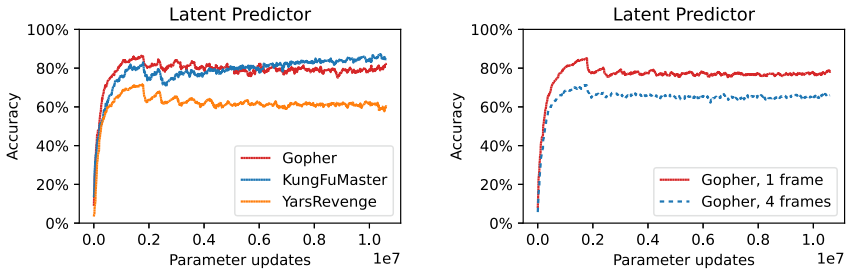 Latent Predictor
100%
80%
60%
40%
20%
0%
Accuracy
Gopher
KungFuMaster
YarsRevenge
0.0 0.2 0.4 0.6 0.8 1.0
1e7
Parameter updates
Latent Predictor
100%
80%
60%
40%
20%
0%
Accuracy
Gopher, 1 frame
Gopher, 4 frames
0.0 0.2 0.4 0.6 0.8 1.0
1e7
Parameter updates